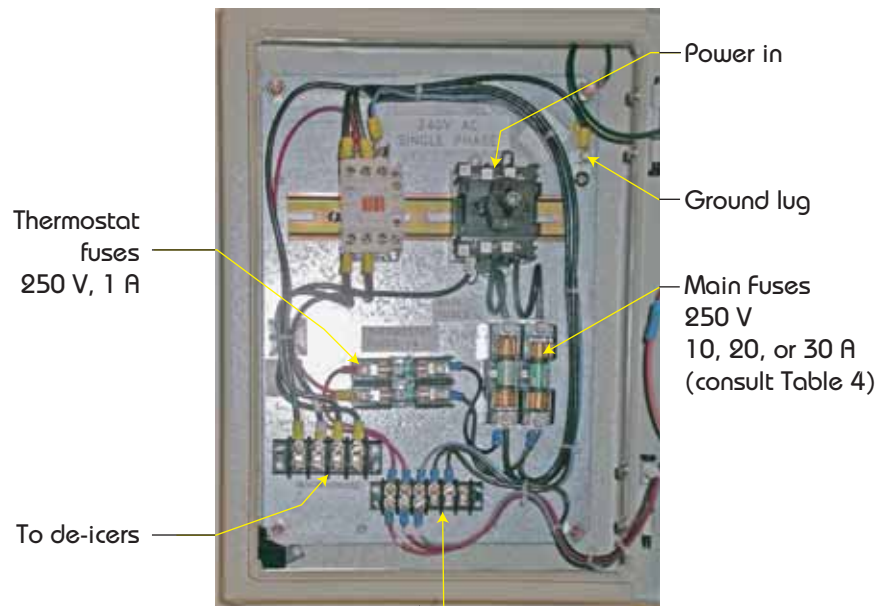 Power in
240V AC
SINGLE PHASE
Ground lug
Thermostat
fuses
250 V, 1 A
Main Fuses
250 V
10, 20, or 30 A
(consult Table 4)
To de-icers